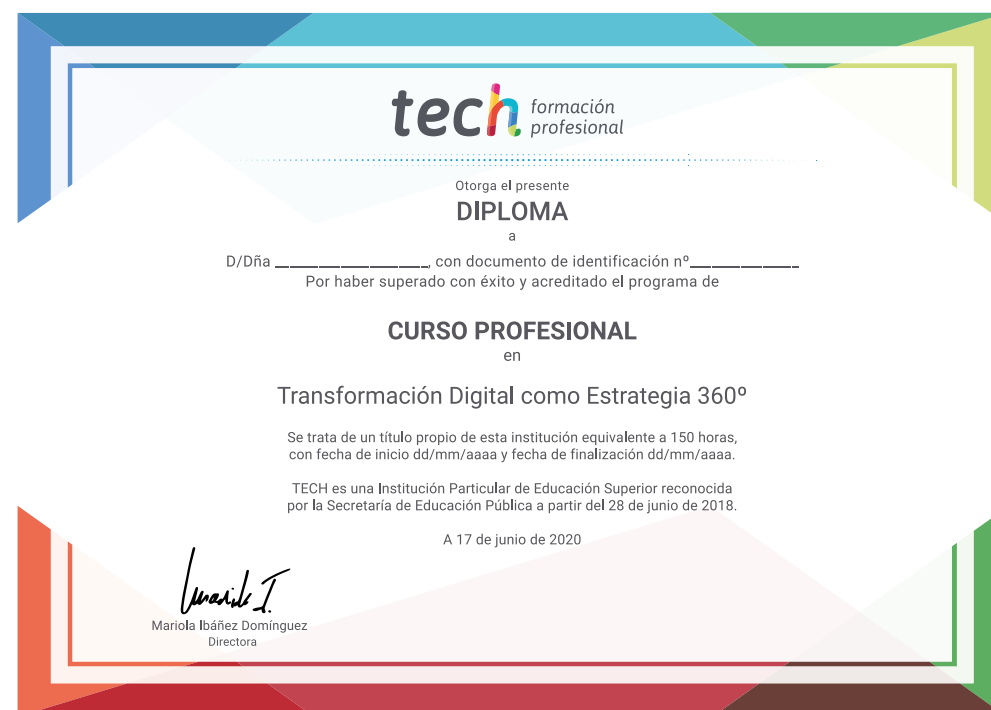 tech formación
profesional
Otorga el presente
DIPLOMA
a
D/Dña ____________________, con documento de identificación nº______________
Por haber superado con éxito y acreditado el programa de
CURSO PROFESIONAL
en
Transformación Digital como Estrategia 360º
Se trata de un título propio de esta institución equivalente a 150 horas,
con fecha de inicio dd/mm/aaaa y fecha de finalización dd/mm/aaaa.
TECH es una Institución Particular de Educación Superior reconocida
por la Secretaría de Educación Pública a partir del 28 de junio de 2018.
A 17 de junio de 2020
Mariola Ibáñez Domínguez
Directora